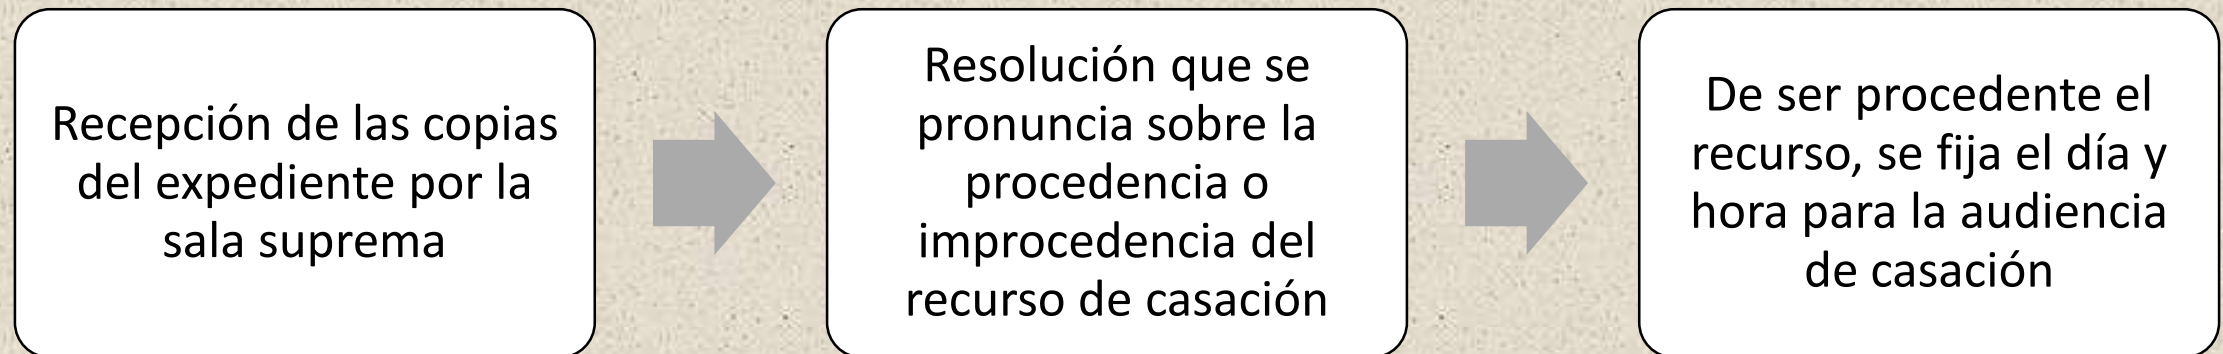 Recepción de las copias
del expediente por la
sala suprema
Resolución que se
pronuncia sobre la
procedencia o
improcedencia del
recurso de casación
De ser procedente el
recurso, se fija el día y
hora para la audiencia
de casación